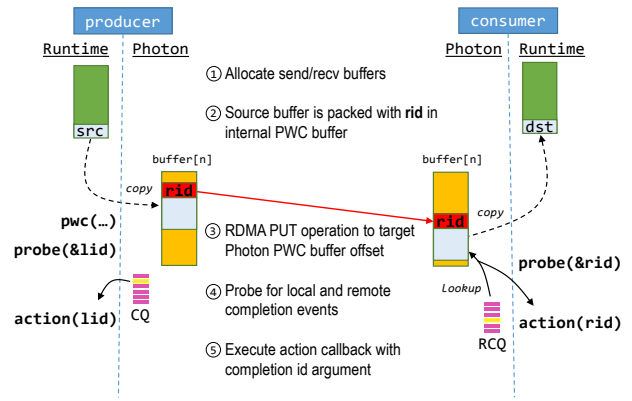 producer
consumer
Runtime Photon
Photon Runtime
① Allocate send/recv buffers
② Source buffer is packed with rid in
internal PWC buffer
src
dst
buffer[n]
buffer[n]
copy
rid
rid
copy
pwc(…)
probe(&lid)
③ RDMA PUT operation to target
Photon PWC buffer offset
probe(&rid)
Lookup
④ Probe for local and remote
completion events
action(lid)
CQ
RCQ
action(rid)
⑤ Execute action callback with
completion id argument